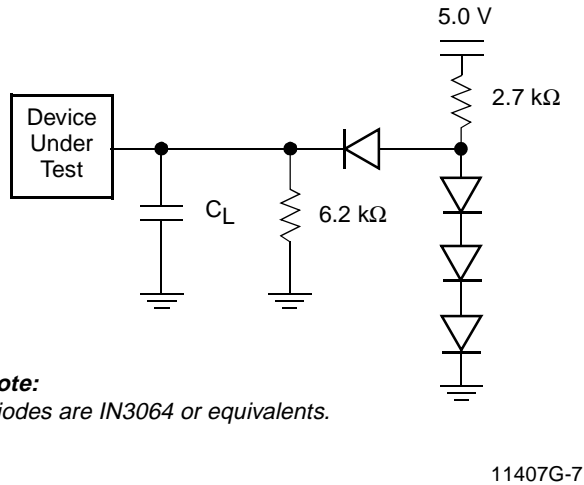 5.0 V
2.7 kΩ
Device
Under
Test
C_L
6.2 kΩ
ote:
iodes are IN3064 or equivalents.
11407G-7